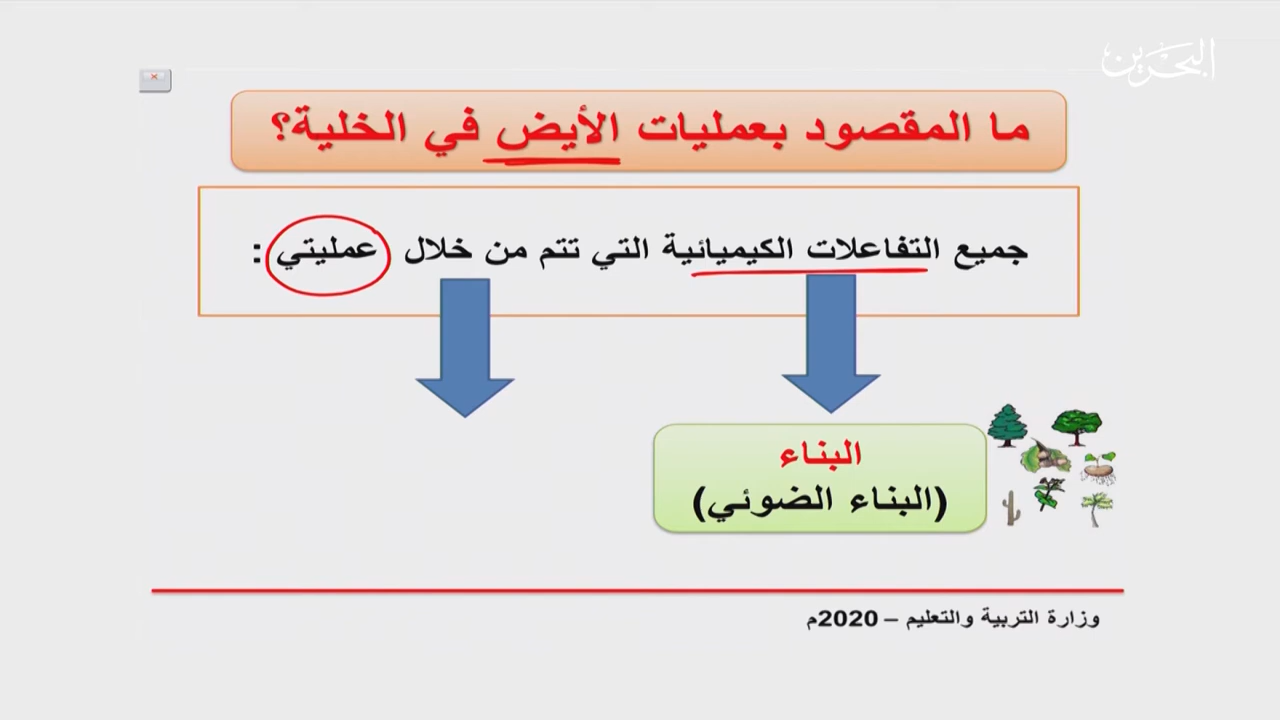 البحرين
ما المقصود بعمليات الأيض في الخلية؟
جميع التفاعلات الكيميائية التي تتم من خلال عمليتي :
البناء
(البناء الضوئي)
وزارة التربية والتعليم – 2020م